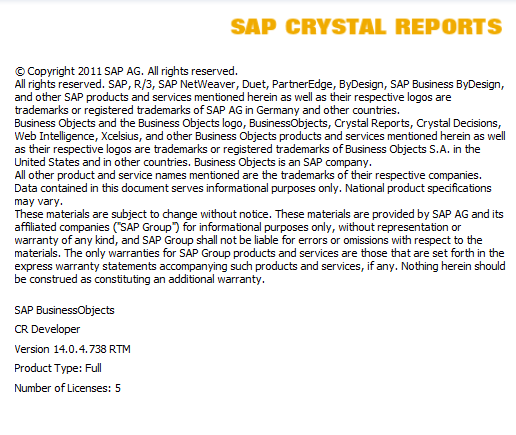 SAP CRYSTAL REPORTS
© Copyright 2011 SAP AG. All rights reserved.
All rights reserved. SAP, R/3, SAP NetWeaver, Duet, PartnerEdge, ByDesign, SAP Business ByDesign,
and other SAP products and services mentioned herein as well as their respective logos are
trademarks or registered trademarks of SAP AG in Germany and other countries.
Business Objects and the Business Objects logo, BusinessObjects, Crystal Reports, Crystal Decisions,
Web Intelligence, Xcelsius, and other Business Objects products and services mentioned herein as well
as their respective logos are trademarks or registered trademarks of Business Objects S.A. in the
United States and in other countries. Business Objects is an SAP company.
All other product and service names mentioned are the trademarks of their respective companies.
Data contained in this document serves informational purposes only. National product specifications
may vary.
These materials are subject to change without notice. These materials are provided by SAP AG and its
affiliated companies ("SAP Group") for informational purposes only, without representation or
warranty of any kind, and SAP Group shall not be liable for errors or omissions with respect to the
materials. The only warranties for SAP Group products and services are those that are set forth in the
express warranty statements accompanying such products and services, if any. Nothing herein should
be construed as constituting an additional warranty.
SAP BusinessObjects
CR Developer
Version 14.0.4.738 RTM
Product Type: Full
Number of Licenses: 5